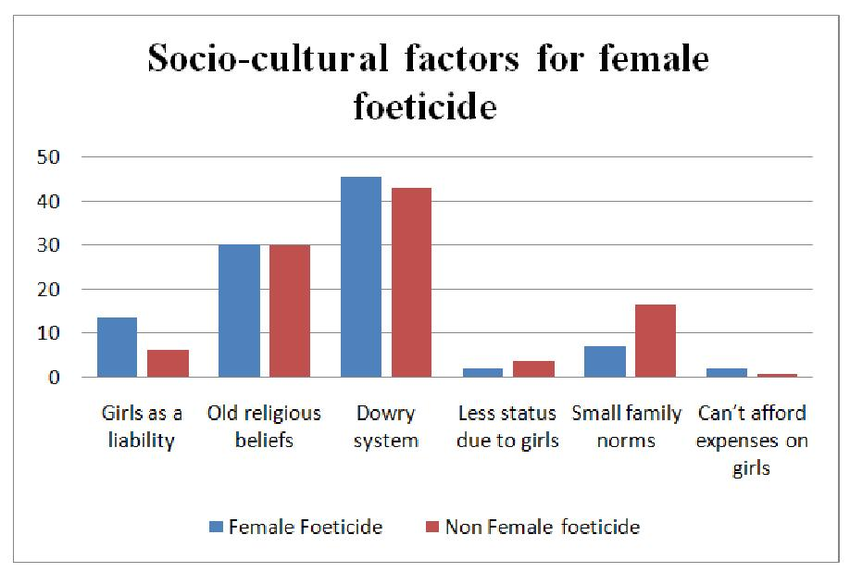 Socio-cultural factors for female
foeticide
50
40
30
20
10
0
Girls as a
liability
Old religious
beliefs
Dowry
system
Less status
due to girls
Small family
norms
Can't afford
expenses on
girls
Female Foeticide
Non Female foeticide